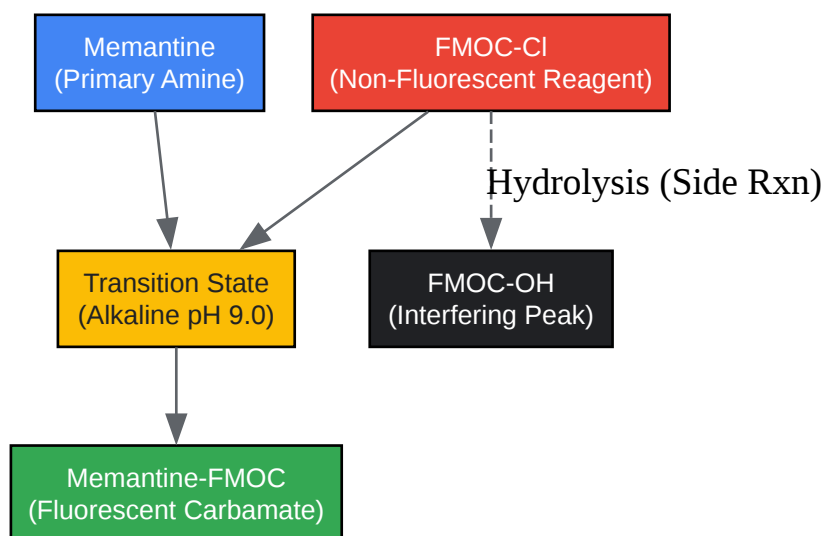 Memantine
(Primary Amine)
FMOC-Cl
(Non-Fluorescent Reagent)
Hydrolysis (Side Rxn)
Transition State
(Alkaline pH 9.0)
FMOC-OH
(Interfering Peak)
Memantine-FMOC
(Fluorescent Carbamate)